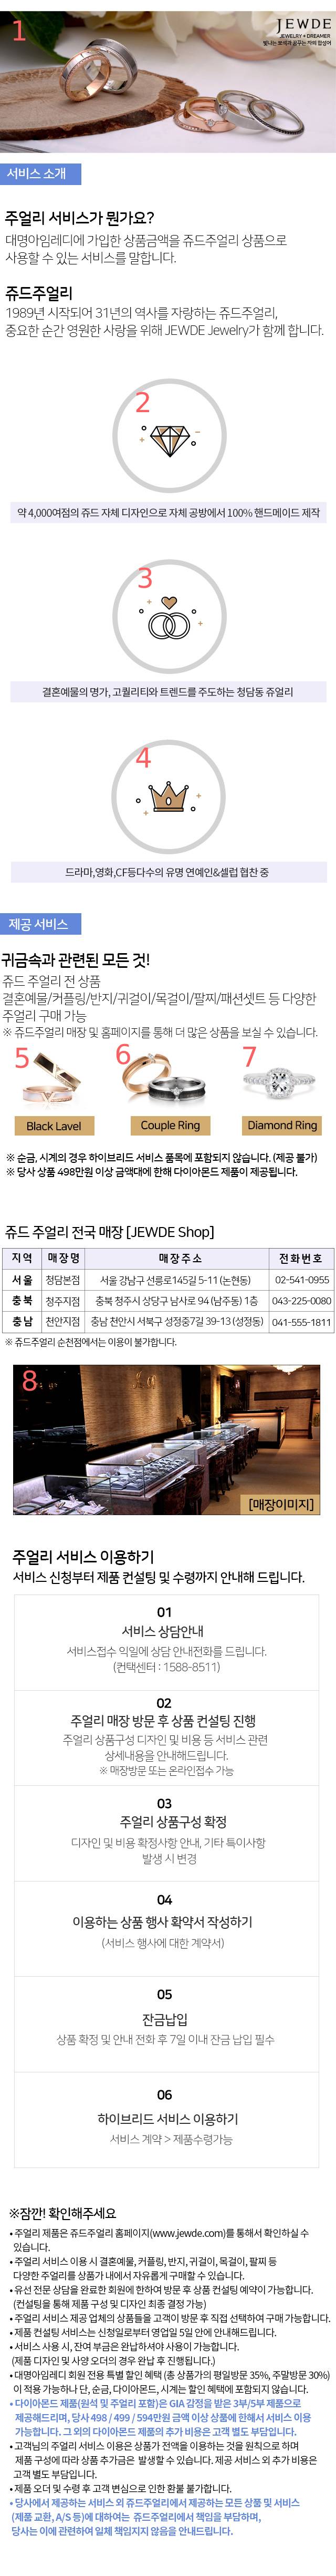 1
JEWDE
JEWELRY + DREAMER
빛나는 보석과 꿈꾸는 자의 합성어
서비스 소개
주얼리 서비스가 뭔가요?
대명아임레디에 가입한 상품금액을 쥬드주얼리 상품으로
사용할 수 있는 서비스를 말합니다.
쥬드주얼리
1989년 시작되어 31년의 역사를 자랑하는 쥬드주얼리,
중요한 순간 영원한 사랑을 위해 JEWDE Jewelry가 함께 합니다.
2
약 4,000여점의 쥬드 자체 디자인으로 자체 공방에서 100% 핸드메이드 제작
3
결혼예물의 명가, 고퀄리티와 트렌드를 주도하는 청담동 쥬얼리
4
드라마,영화,CF등다수의 유명 연예인&셀럽 협찬 중
제공 서비스
귀금속과 관련된 모든 것!
쥬드 주얼리 전 상품
결혼예물/커플링/반지/귀걸이/목걸이/팔찌/패션셋트 등 다양한
주얼리 구매 가능
※ 쥬드주얼리 매장 및 홈페이지를 통해 더 많은 상품을 보실 수 있습니다.
5 6 7
Black Lavel Couple Ring Diamond Ring
※ 순금, 시계의 경우 하이브리드 서비스 품목에 포함되지 않습니다. (제공 불가)
※ 당사 상품 498만원 이상 금액대에 한해 다이아몬드 제품이 제공됩니다.
쥬드 주얼리 전국 매장 [JEWDE Shop]
지역 매장명 매장주소 전화번호
서울 청담본점 서울 강남구 선릉로145길 5-11 (논현동) 02-541-0955
충북 청주지점 충북 청주시 상당구 남사로 94 (남주동) 1층 043-225-0080
충남 천안지점 충남 천안시 서북구 성정중7길 39-13 (성정동) 041-555-1811
※ 쥬드주얼리 순천점에서는 이용이 불가합니다.
8
[매장이미지]
주얼리 서비스 이용하기
서비스 신청부터 제품 컨설팅 및 수령까지 안내해 드립니다.
01
서비스 상담안내
서비스접수 익일에 상담 안내전화를 드립니다.
(컨택센터 : 1588-8511)
02
주얼리 매장 방문 후 상품 컨설팅 진행
주얼리 상품구성 디자인 및 비용 등 서비스 관련
상세내용을 안내해드립니다.
※ 매장방문 또는 온라인접수 가능
03
주얼리 상품구성 확정
디자인 및 비용 확정사항 안내, 기타 특이사항
발생 시 변경
04
이용하는 상품 행사 확약서 작성하기
(서비스 행사에 대한 계약서)
05
잔금납입
상품 확정 및 안내 전화 후 7일 이내 잔금 납입 필수
06
하이브리드 서비스 이용하기
서비스 계약 > 제품수령가능
※잠깐! 확인해주세요
• 주얼리 제품은 쥬드주얼리 홈페이지(www.jewde.com)를 통해서 확인하실 수
있습니다.
• 주얼리 서비스 이용 시 결혼예물, 커플링, 반지, 귀걸이, 목걸이, 팔찌 등
다양한 주얼리를 상품가 내에서 자유롭게 구매할 수 있습니다.
• 유선 전문 상담을 완료한 회원에 한하여 방문 후 상품 컨설팅 예약이 가능합니다.
(컨설팅을 통해 제품 구성 및 디자인 최종 결정 가능)
• 주얼리 서비스 제공 업체의 상품들을 고객이 방문 후 직접 선택하여 구매 가능합니다.
• 제품 컨설팅 서비스는 신청일로부터 영업일 5일 안에 안내해드립니다.
• 서비스 사용 시, 잔여 부금은 완납하셔야 사용이 가능합니다.
(제품 디자인 및 사양 오더의 경우 완납 후 진행됩니다.)
• 대명아임레디 회원 전용 특별 할인 혜택 (총 상품가의 평일방문 35%, 주말방문 30%)
이 적용 가능하나 단, 순금, 다이아몬드, 시계는 할인 혜택에 포함되지 않습니다.
• 다이아몬드 제품(원석 및 주얼리 포함)은 GIA 감정을 받은 3부/5부 제품으로
제공해드리며, 당사 498 / 499 / 594만원 금액 이상 상품에 한해서 서비스 이용
가능합니다. 그 외의 다이아몬드 제품의 추가 비용은 고객 별도 부담입니다.
• 고객님의 주얼리 서비스 이용은 상품가 전액을 이용하는 것을 원칙으로 하며
제품 구성에 따라 상품 추가금은 발생할 수 있습니다. 제공 서비스 외 추가 비용은
고객 별도 부담입니다.
• 제품 오더 및 수령 후 고객 변심으로 인한 환불 불가합니다.
• 당사에서 제공하는 서비스 외 쥬드주얼리에서 제공하는 모든 상품 및 서비스
(제품 교환, A/S 등)에 대하여는 쥬드주얼리에서 책임을 부담하며,
당사는 이에 관련하여 일체 책임지지 않음을 안내드립니다.